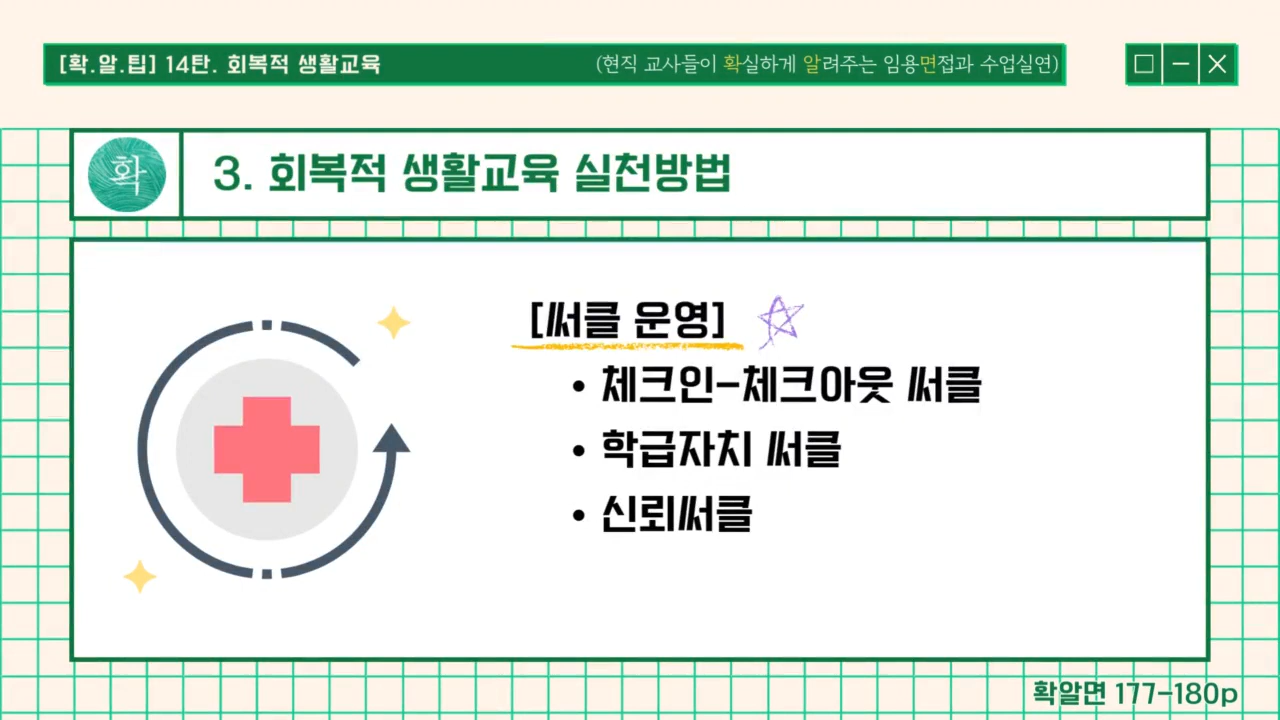 [확.알.팁] 14탄. 회복적 생활교육
(현직 교사들이 확실하게 알려주는 임용면접과 수업실연)
확
3. 회복적 생활교육 실천방법
[써클 운영]
• 체크인-체크아웃 써클
• 학급자치 써클
• 신뢰써클
확알면 177-180p